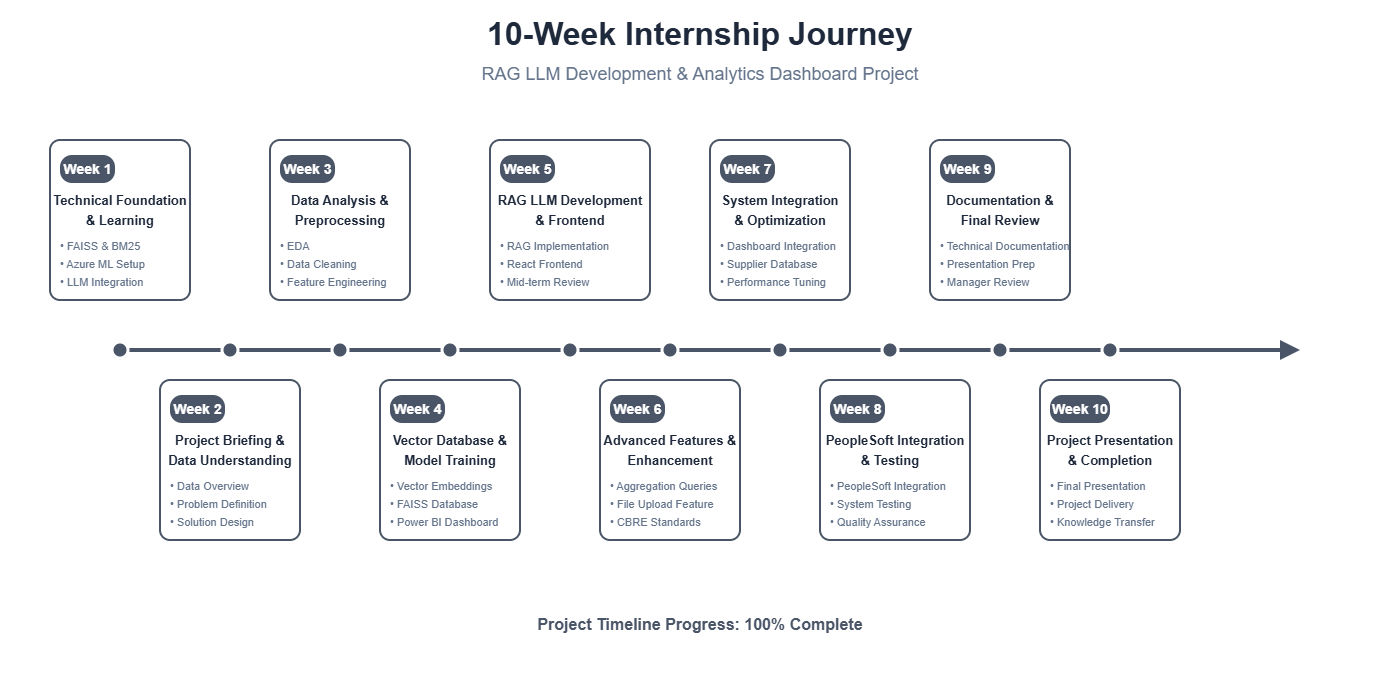 10-Week Internship Journey
RAG LLM Development & Analytics Dashboard Project
Week 1
Technical Foundation
& Learning
• FAISS & BM25
• Azure ML Setup
• LLM Integration
Week 3
Data Analysis &
Preprocessing
• EDA
• Data Cleaning
• Feature Engineering
Week 5
RAG LLM Development
& Frontend
• RAG Implementation
• React Frontend
• Mid-term Review
Week 7
System Integration
& Optimization
• Dashboard Integration
• Supplier Database
• Performance Tuning
Week 9
Documentation &
Final Review
• Technical Documentation
• Presentation Prep
• Manager Review
Week 2
Project Briefing &
Data Understanding
• Data Overview
• Problem Definition
• Solution Design
Week 4
Vector Database &
Model Training
• Vector Embeddings
• FAISS Database
• Power BI Dashboard
Week 6
Advanced Features &
Enhancement
• Aggregation Queries
• File Upload Feature
• CBRE Standards
Week 8
PeopleSoft Integration
& Testing
• PeopleSoft Integration
• System Testing
• Quality Assurance
Week 10
Project Presentation
& Completion
• Final Presentation
• Project Delivery
• Knowledge Transfer
Project Timeline Progress: 100% Complete